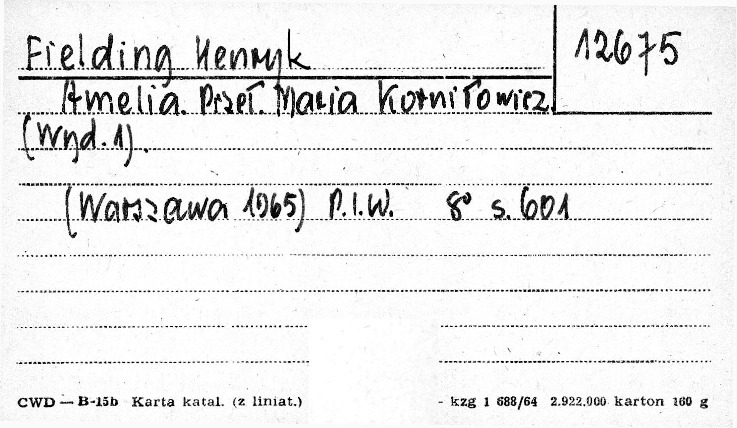 Fielding Henryk
12675
Amelia. Przeł. Maria Korniłowicz.
(Wyd. 1).
(Warszawa 1965) P.I.W. 8° s. 601
CWD — B-15b Karta katal. (z liniat.)
- kzg 1 688/64 2.922.000 karton 160 g